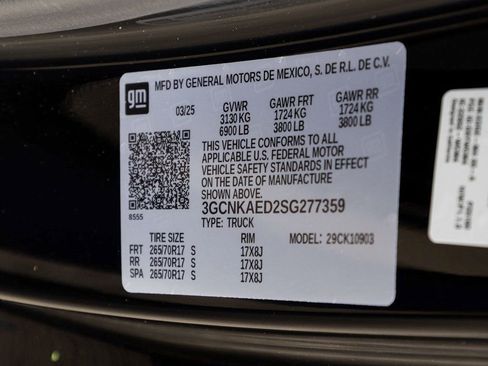 gm
MFD BY GENERAL MOTORS DE MEXICO, S. DE R.L. DE C.V.
03/25 GVWR GAWR FRT GAWR RR
3130 KG 1724 KG 1724 KG
6900 LB 3800 LB 3800 LB
THIS VEHICLE CONFORMS TO ALL
APPLICABLE U.S. FEDERAL MOTOR
VEHICLE SAFETY STANDARDS IN EFFECT
ON THE DATE OF MANUFACTURE
SHOWN ABOVE.
8555 3GCNKAED2SG277359
TYPE: TRUCK
TIRE SIZE RIM MODEL: 29CK10903
FRT 265/70R17 S 17X8J
RR 265/70R17 S 17X8J
SPA 265/70R17 S 17X8J